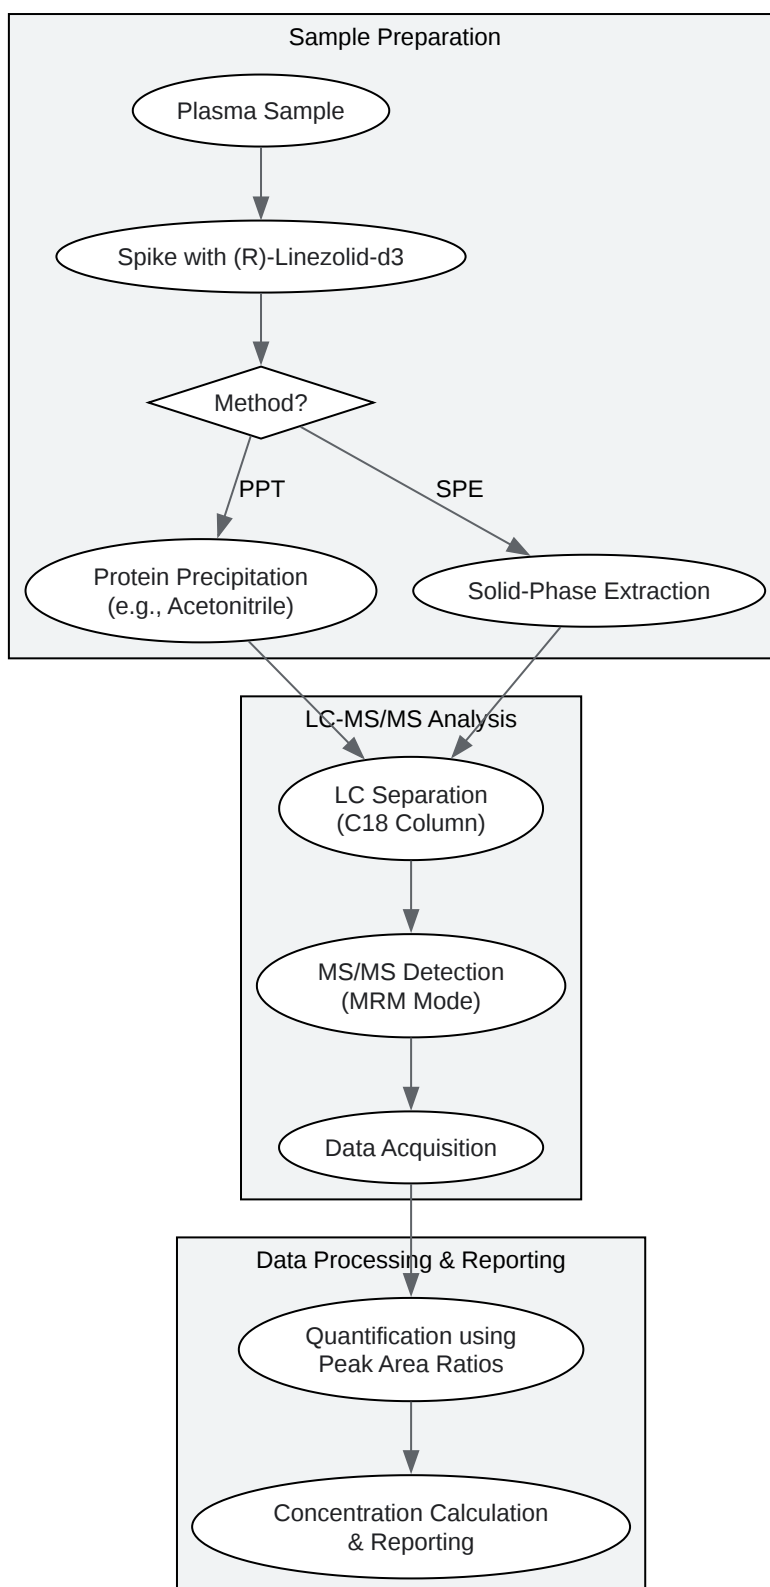 Sample Preparation
Plasma Sample
Spike with (R)-Linezolid-d3
Method?
PPT
SPE
Protein Precipitation
(e.g., Acetonitrile)
Solid-Phase Extraction
LC-MS/MS Analysis
LC Separation
(C18 Column)
MS/MS Detection
(MRM Mode)
Data Acquisition
Data Processing & Reporting
Quantification using
Peak Area Ratios
Concentration Calculation
& Reporting